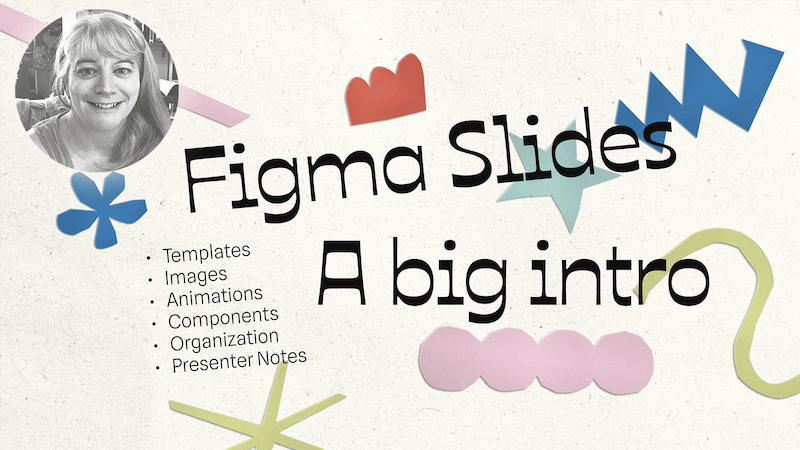 Figma Slides
A big intro
• Templates
• Images
• Animations
• Components
• Organization
• Presenter Notes